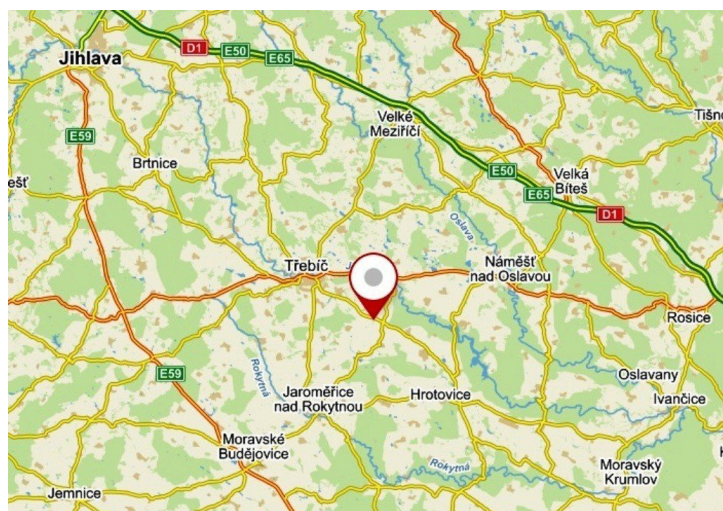 D1
E50
Jihlava
E65
Velké
Meziříčí
Tišno
E59
Brtnice
E50
Velká
Bíteš
E65
D1
ešť
Oslava
Třebíč
J
Náměšť
nad Oslavou
Rosice
Rokytná
E59
Oslavany
Jaroměřice
nad Rokytnou
Hrotovice
Ivančice
Moravské
Budějovice
Rokytná
Moravský
Krumlov
K
Jemnice